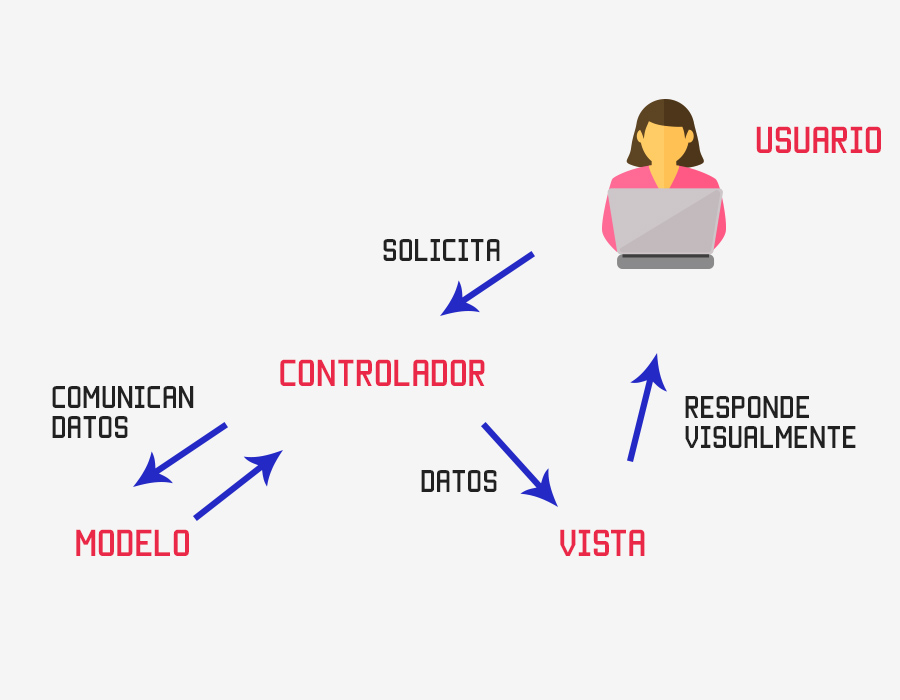 USUARIO
SOLICITA
CONTROLADOR
COMUNICAN
DATOS
RESPONDE
VISUALMENTE
DATOS
MODELO
VISTA